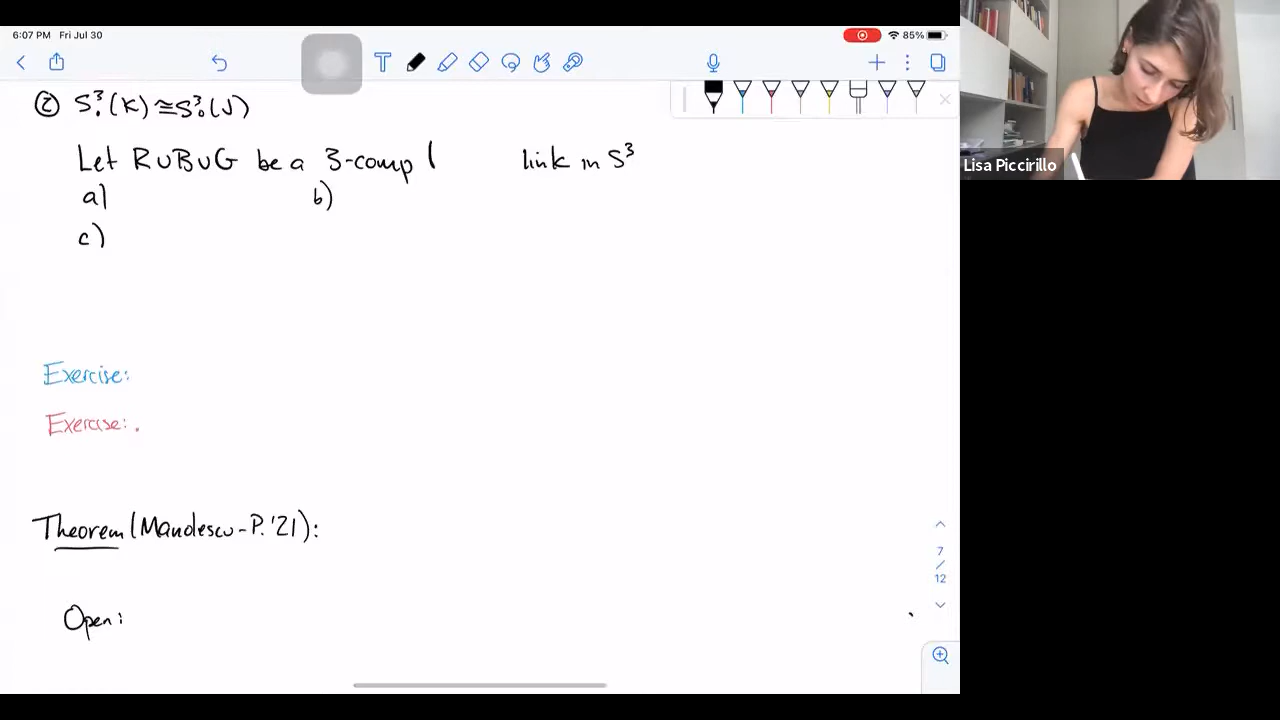 6:07 PM Fri Jul 30
85%
② S³₀(K)≅S³₀(J)
Let R∪B∪G be a 3-comp ( link in S³
a) b)
c)
Exercise:
Exercise:.
Theorem (Manolescu-P. '21):
Open:
7
/
12
Lisa Piccirillo